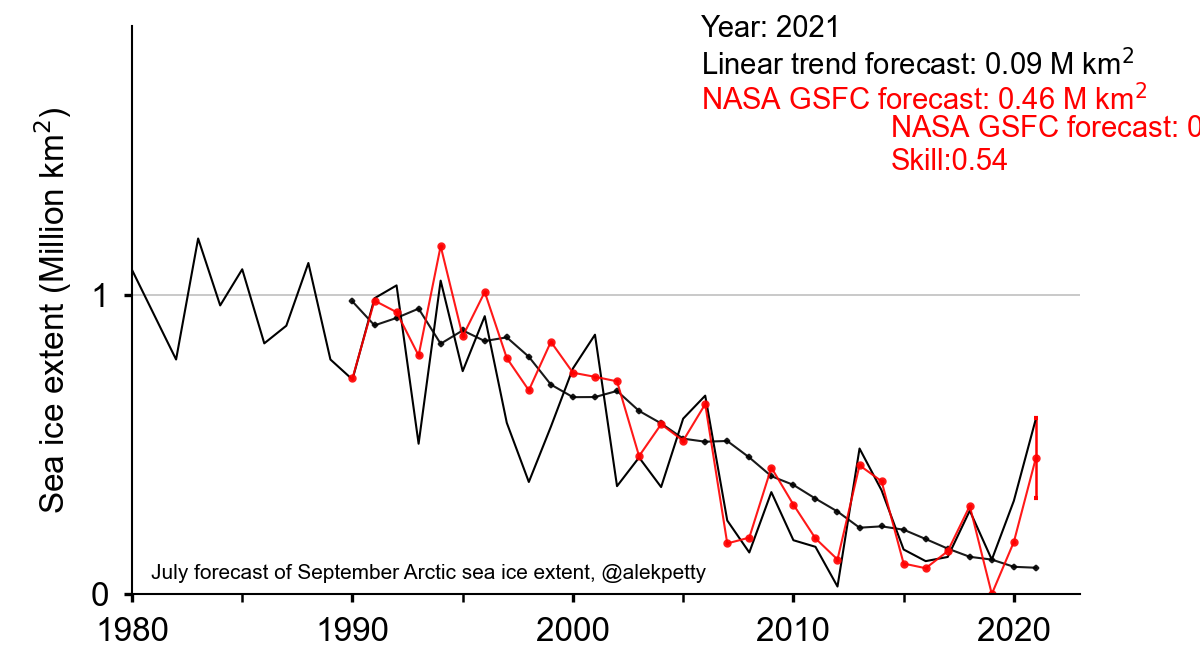 Year: 2021
Linear trend forecast: 0.09 M km²
NASA GSFC forecast: 0.46 M km²
NASA GSFC forecast: 0
Skill:0.54
Sea ice extent (Million km²)
1
0
July forecast of September Arctic sea ice extent, @alekpetty
1980 1990 2000 2010 2020